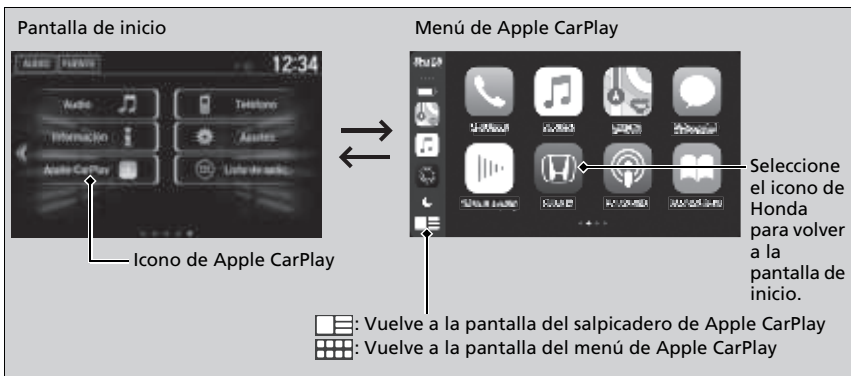 Pantalla de inicio
Menú de Apple CarPlay
AUDIO FUENTE
12:34
Audio
Teléfono
Información
Ajustes
Apple CarPlay
Seleccione
el icono de
Honda
para volver
a la
pantalla de
inicio.
Icono de Apple CarPlay
: Vuelve a la pantalla del salpicadero de Apple CarPlay
: Vuelve a la pantalla del menú de Apple CarPlay